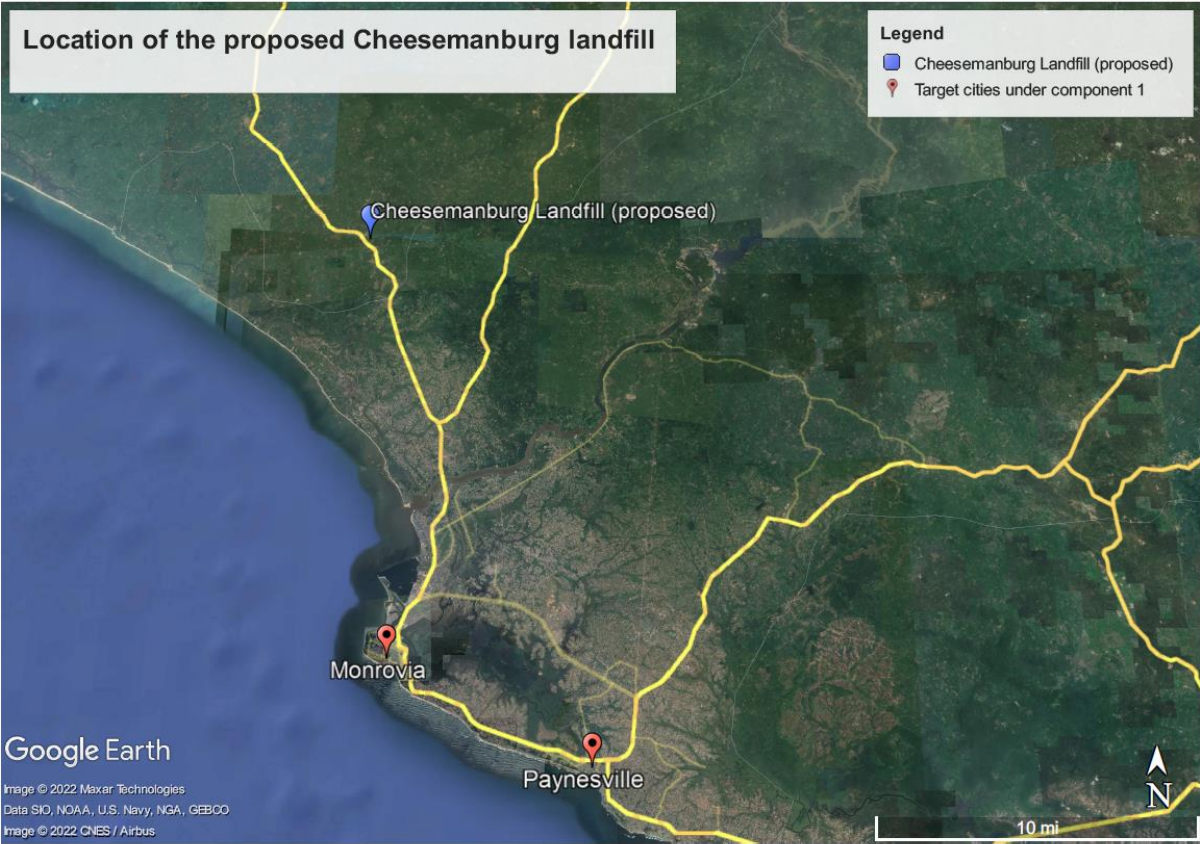 Location of the proposed Cheesemanburg landfill
Legend
Cheesemanburg Landfill (proposed)
Target cities under component 1
Cheesemanburg Landfill (proposed)
Monrovia
Paynesville
Google Earth
Image © 2022 Maxar Technologies
Data SIO, NOAA, U.S. Navy, NGA, GEBCO
Image © 2022 CNES / Airbus
N
10 mi